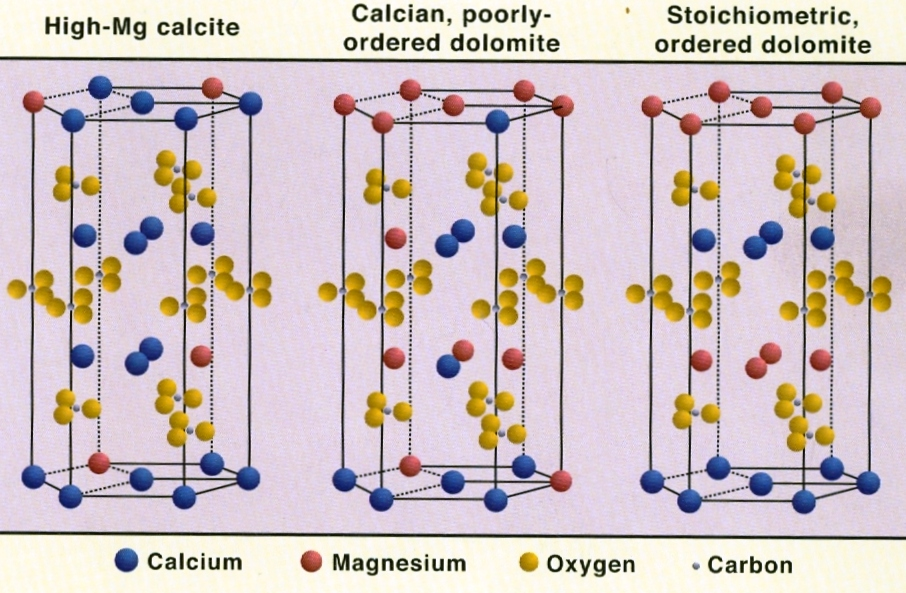 High-Mg calcite
Calcian, poorly-
ordered dolomite
Stoichiometric,
ordered dolomite
Calcium
Magnesium
Oxygen
Carbon